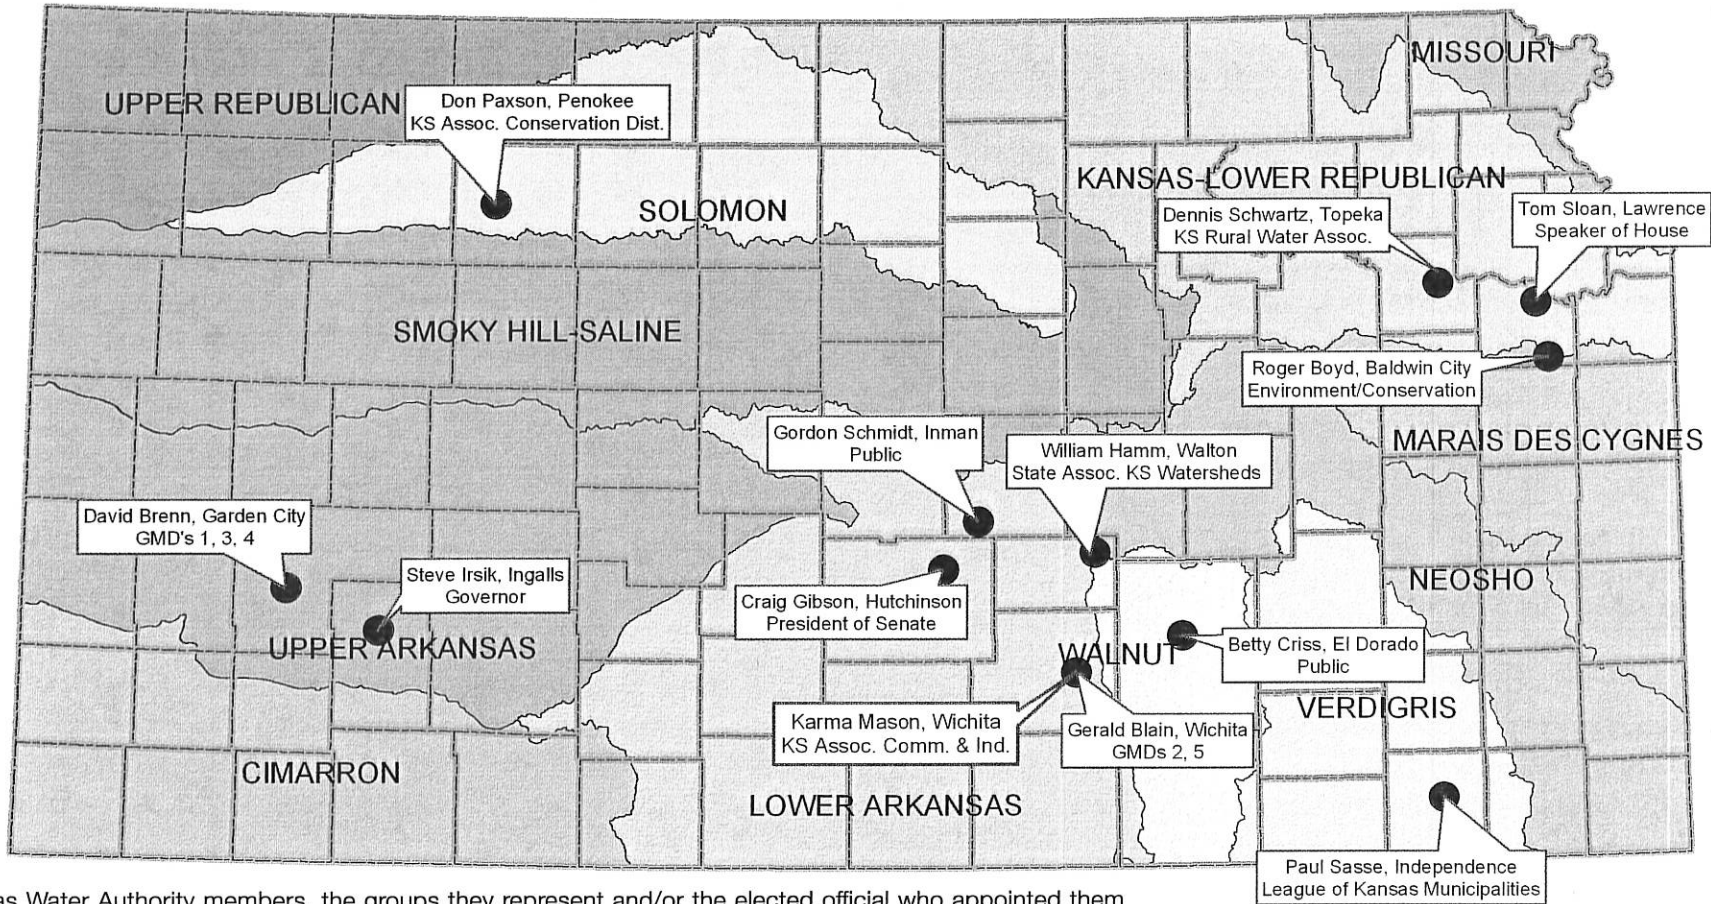 MISSOURI
UPPER REPUBLICAN
Don Paxson, Penokee
KS Assoc. Conservation Dist.
KANSAS-LOWER REPUBLICAN
SOLOMON
Dennis Schwartz, Topeka
KS Rural Water Assoc.
Tom Sloan, Lawrence
Speaker of House
SMOKY HILL-SALINE
Roger Boyd, Baldwin City
Environment/Conservation
Gordon Schmidt, Inman
Public
William Hamm, Walton
State Assoc. KS Watersheds
MARAIS DES CYGNES
David Brenn, Garden City
GMD's 1, 3, 4
Steve Irsik, Ingalls
Governor
Craig Gibson, Hutchinson
President of Senate
NEOSHO
UPPER ARKANSAS
WALNUT
Betty Criss, El Dorado
Public
Karma Mason, Wichita
KS Assoc. Comm. & Ind.
Gerald Blain, Wichita
GMDs 2, 5
VERDIGRIS
CIMARRON
LOWER ARKANSAS
Paul Sasse, Independence
League of Kansas Municipalities
Water Authority members, the groups they represent and/or the elected official who appointed them